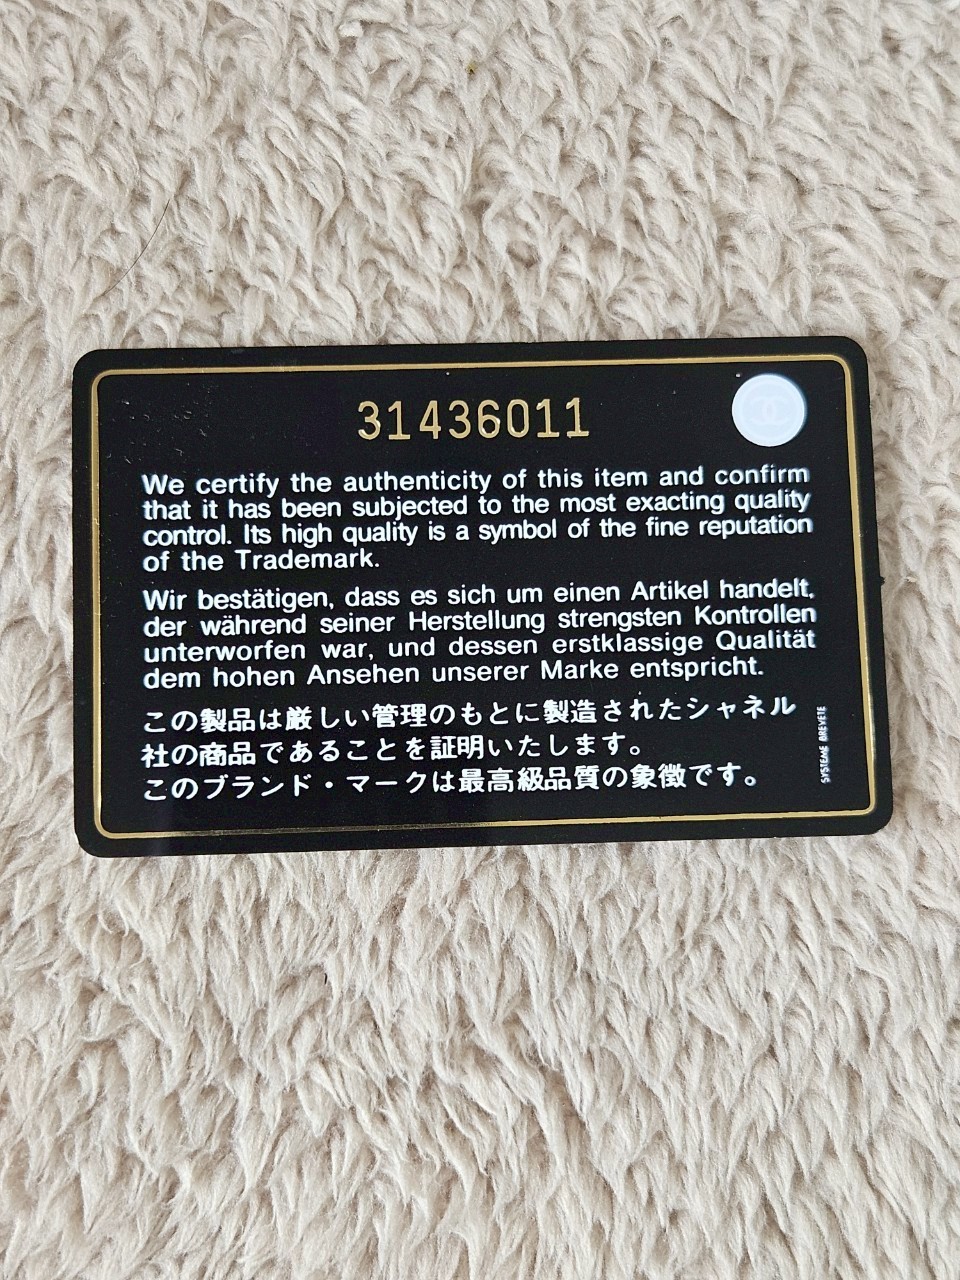 31436011
We certify the authenticity of this item and confirm
that it has been subjected to the most exacting quality
control. Its high quality is a symbol of the fine reputation
of the Trademark.
Wir bestätigen, dass es sich um einen Artikel handelt,
der während seiner Herstellung strengsten Kontrollen
unterworfen war, und dessen erstklassige Qualität
dem hohen Ansehen unserer Marke entspricht.
この製品は厳しい管理のもとに製造されたシャネル
社の商品であることを証明いたします。
このブランド・マークは最高級品質の象徴です。
SYSTEME BREVETE